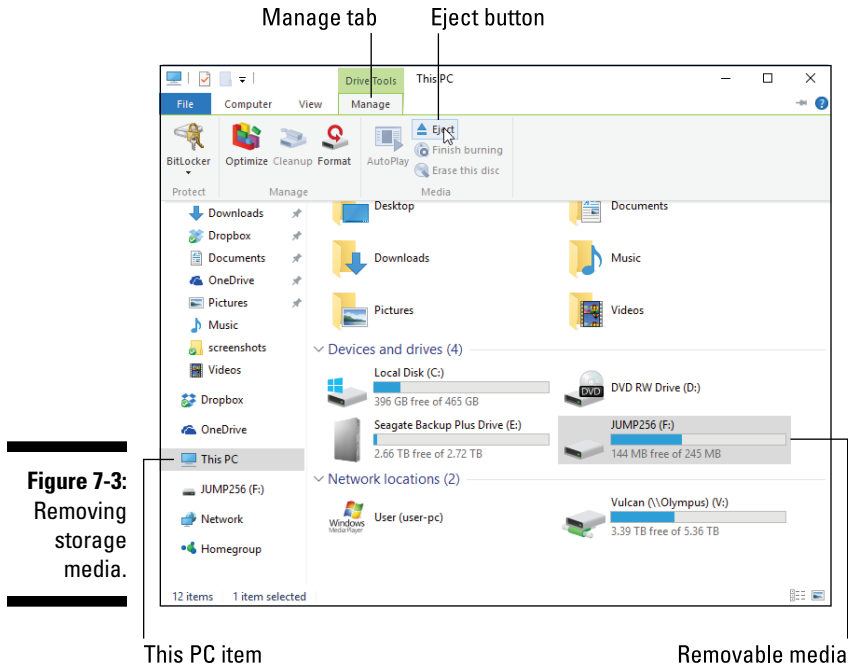 Manage tab Eject button
Drive Tools This PC
File Computer View Manage
BitLocker Optimize Cleanup Format AutoPlay
Eject
Finish burning
Erase this disc
Protect Manage Media
Downloads
Dropbox
Documents
OneDrive
Pictures
Music
screenshots
Videos
Dropbox
OneDrive
This PC
JUMP256 (F:)
Network
Homegroup
Desktop Documents
Downloads Music
Pictures Videos
Devices and drives (4)
Local Disk (C:)
396 GB free of 465 GB
DVD
DVD RW Drive (D:)
Seagate Backup Plus Drive (E:)
2.66 TB free of 2.72 TB
JUMP256 (F:)
144 MB free of 245 MB
Network locations (2)
Windows
Media Player
User (user-pc)
Vulcan (\\Olympus) (V:)
3.39 TB free of 5.36 TB
12 items 1 item selected
Figure 7-3:
Removing
storage
media.
This PC item Removable media